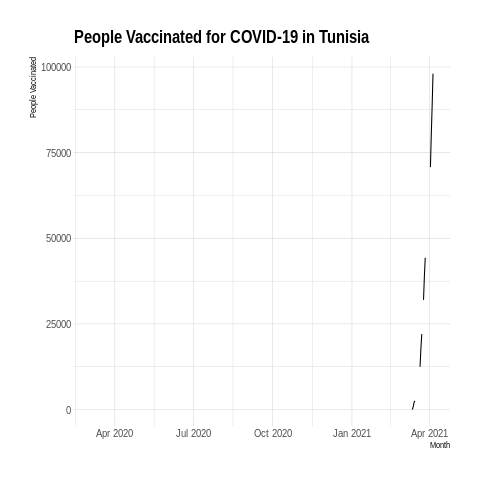 People Vaccinated for COVID-19 in Tunisia
People Vaccinated
100000
75000
50000
25000
0
Apr 2020 Jul 2020 Oct 2020 Jan 2021 Apr 2021
Month